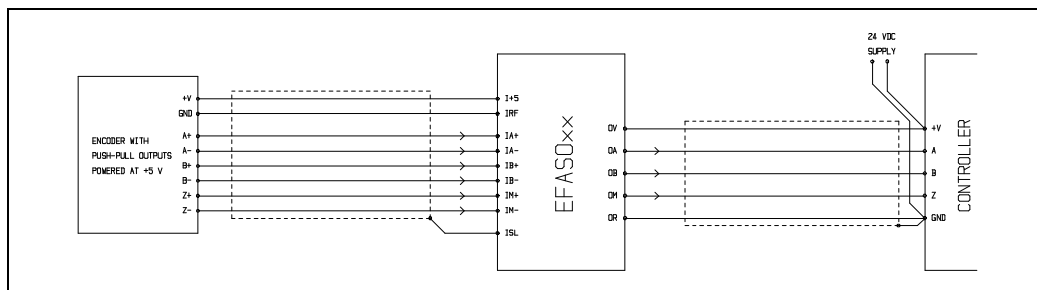 24 VDC
SUPPLY
ENCODER WITH
PUSH-PULL OUTPUTS
POWERED AT +5 V
+V
GND
A+
A-
B+
B-
Z+
Z-
I+5
IRF
IA+
IA-
IB+
IB-
IM+
IM-
ISL
EFASOxx
OV
OA
OB
OM
OR
+V
A
B
Z
GND
CONTROLLER